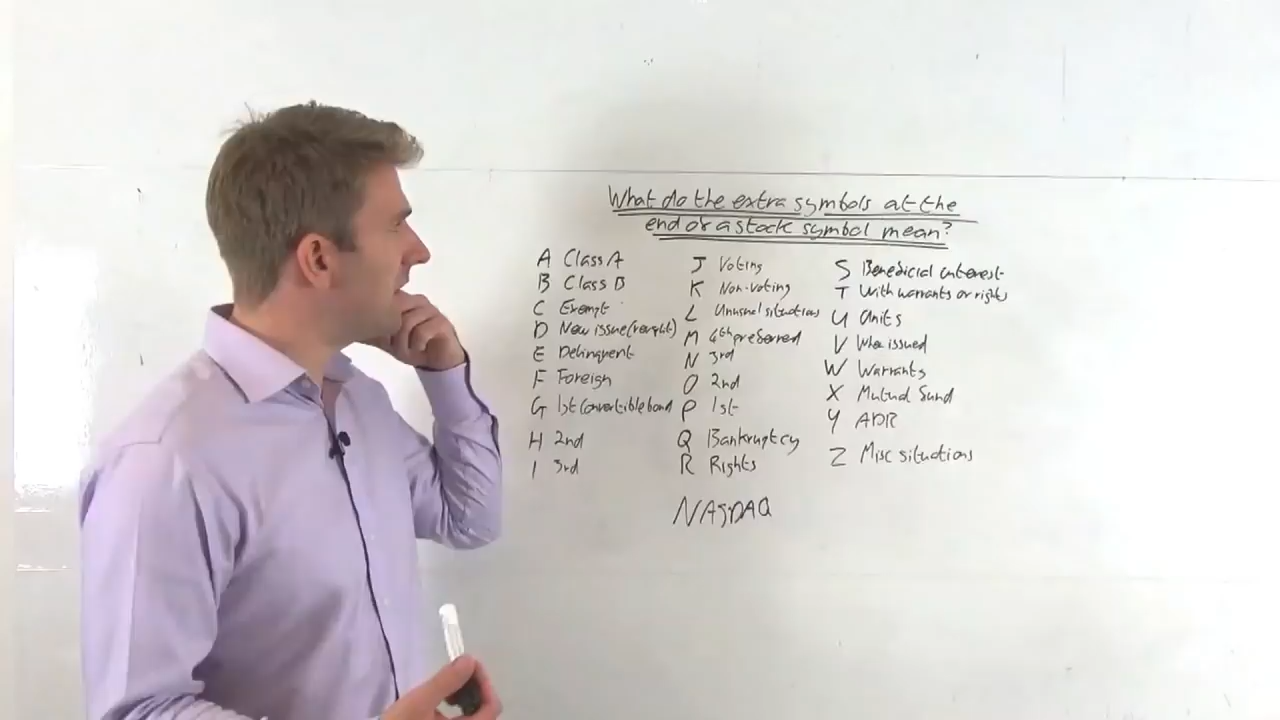 What do the extra symbols at the
end of a stock symbol mean?
A Class A
B Class B
C Exempt
D New issue (
E Delinquent
F Foreign
G 1st Convertible bond
H 2nd
I 3rd
J Voting
K Non-voting
L Unusual situations
M 4th preferred
N 3rd
O 2nd
P 1st
Q Bankruptcy
R Rights
S Beneficial interest
T With warrants or rights
U Units
V When issued
W Warrants
X Mutual fund
Y ADR
Z Misc situations
NASDAQ